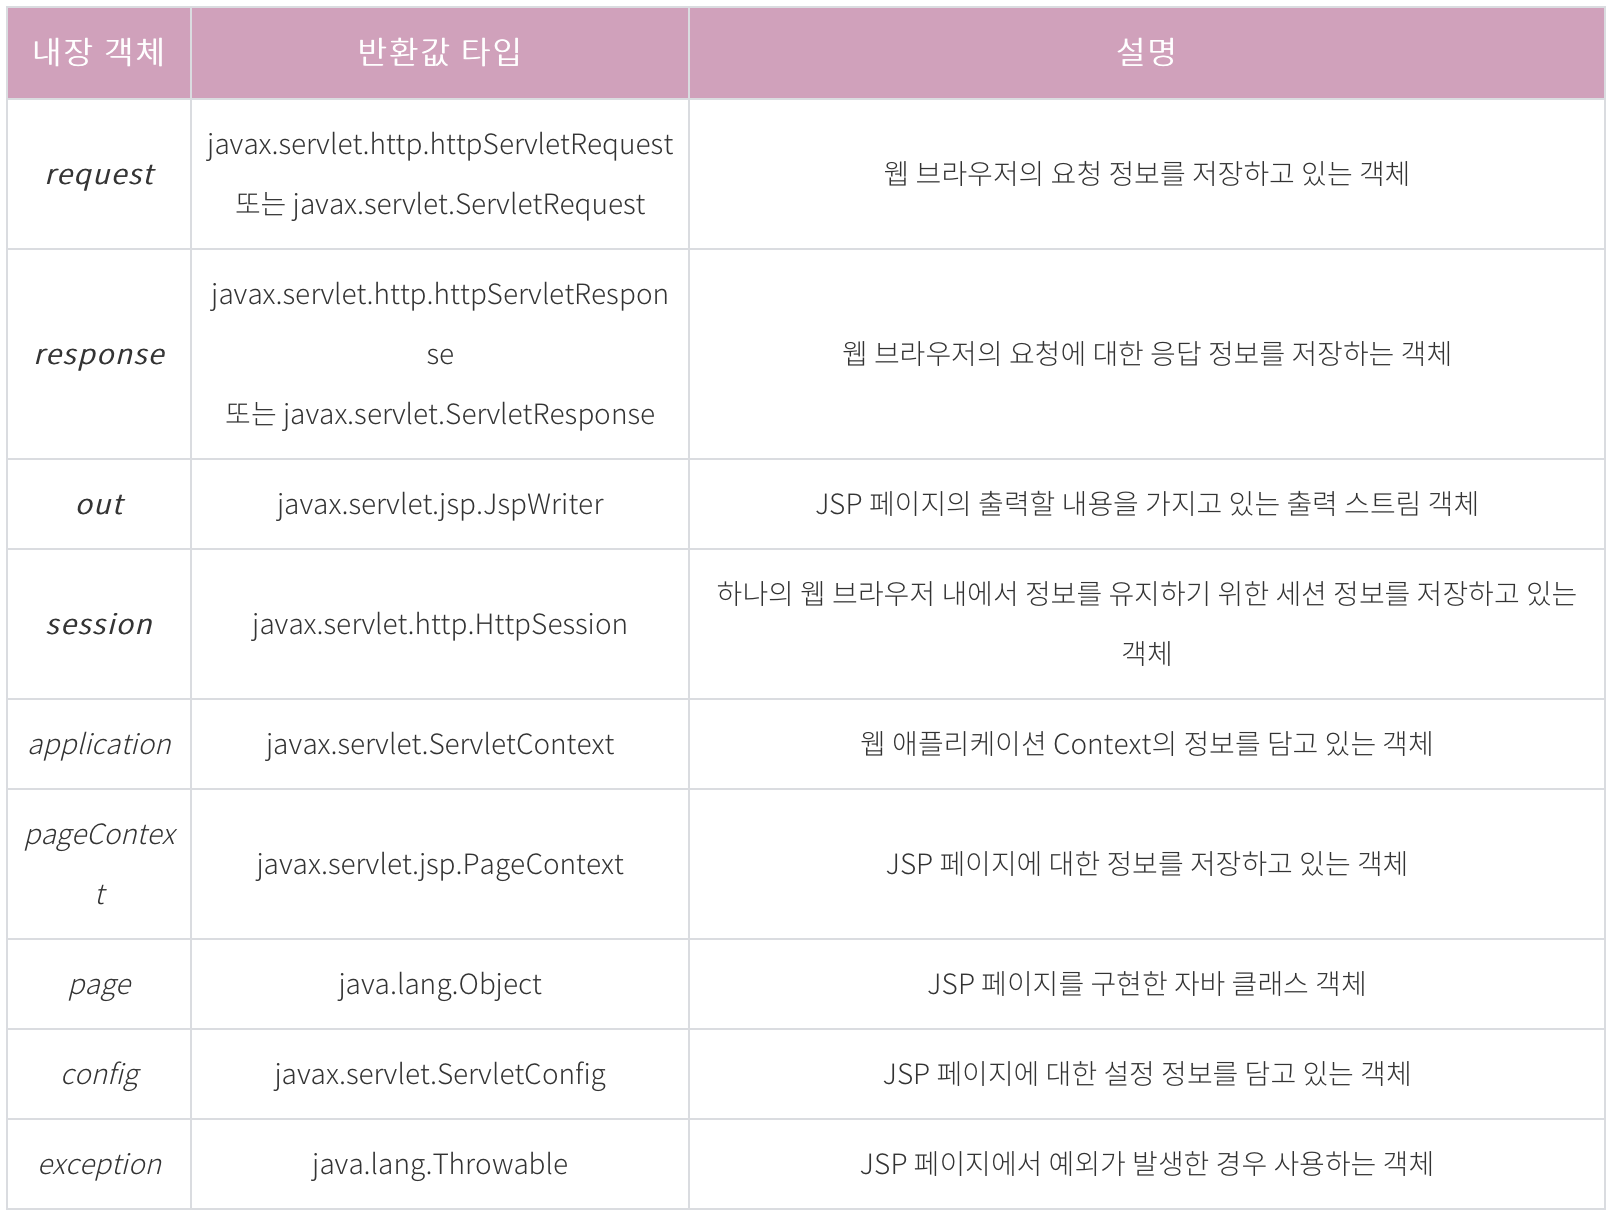 내장 객체 반환값 타입 설명
request
javax.servlet.http.httpServletRequest
또는 javax.servlet.ServletRequest
웹 브라우저의 요청 정보를 저장하고 있는 객체
response
javax.servlet.http.httpServletRespon
se
또는 javax.servlet.ServletResponse
웹 브라우저의 요청에 대한 응답 정보를 저장하는 객체
out javax.servlet.jsp.JspWriter JSP 페이지의 출력할 내용을 가지고 있는 출력 스트림 객체
session
javax.servlet.http.HttpSession
하나의 웹 브라우저 내에서 정보를 유지하기 위한 세션 정보를 저장하고 있는
객체
application javax.servlet.ServletContext 웹 애플리케이션 Context의 정보를 담고 있는 객체
pageContex
t
javax.servlet.jsp.PageContext
JSP 페이지에 대한 정보를 저장하고 있는 객체
page java.lang.Object JSP 페이지를 구현한 자바 클래스 객체
config javax.servlet.ServletConfig JSP 페이지에 대한 설정 정보를 담고 있는 객체
exception java.lang.Throwable JSP 페이지에서 예외가 발생한 경우 사용하는 객체